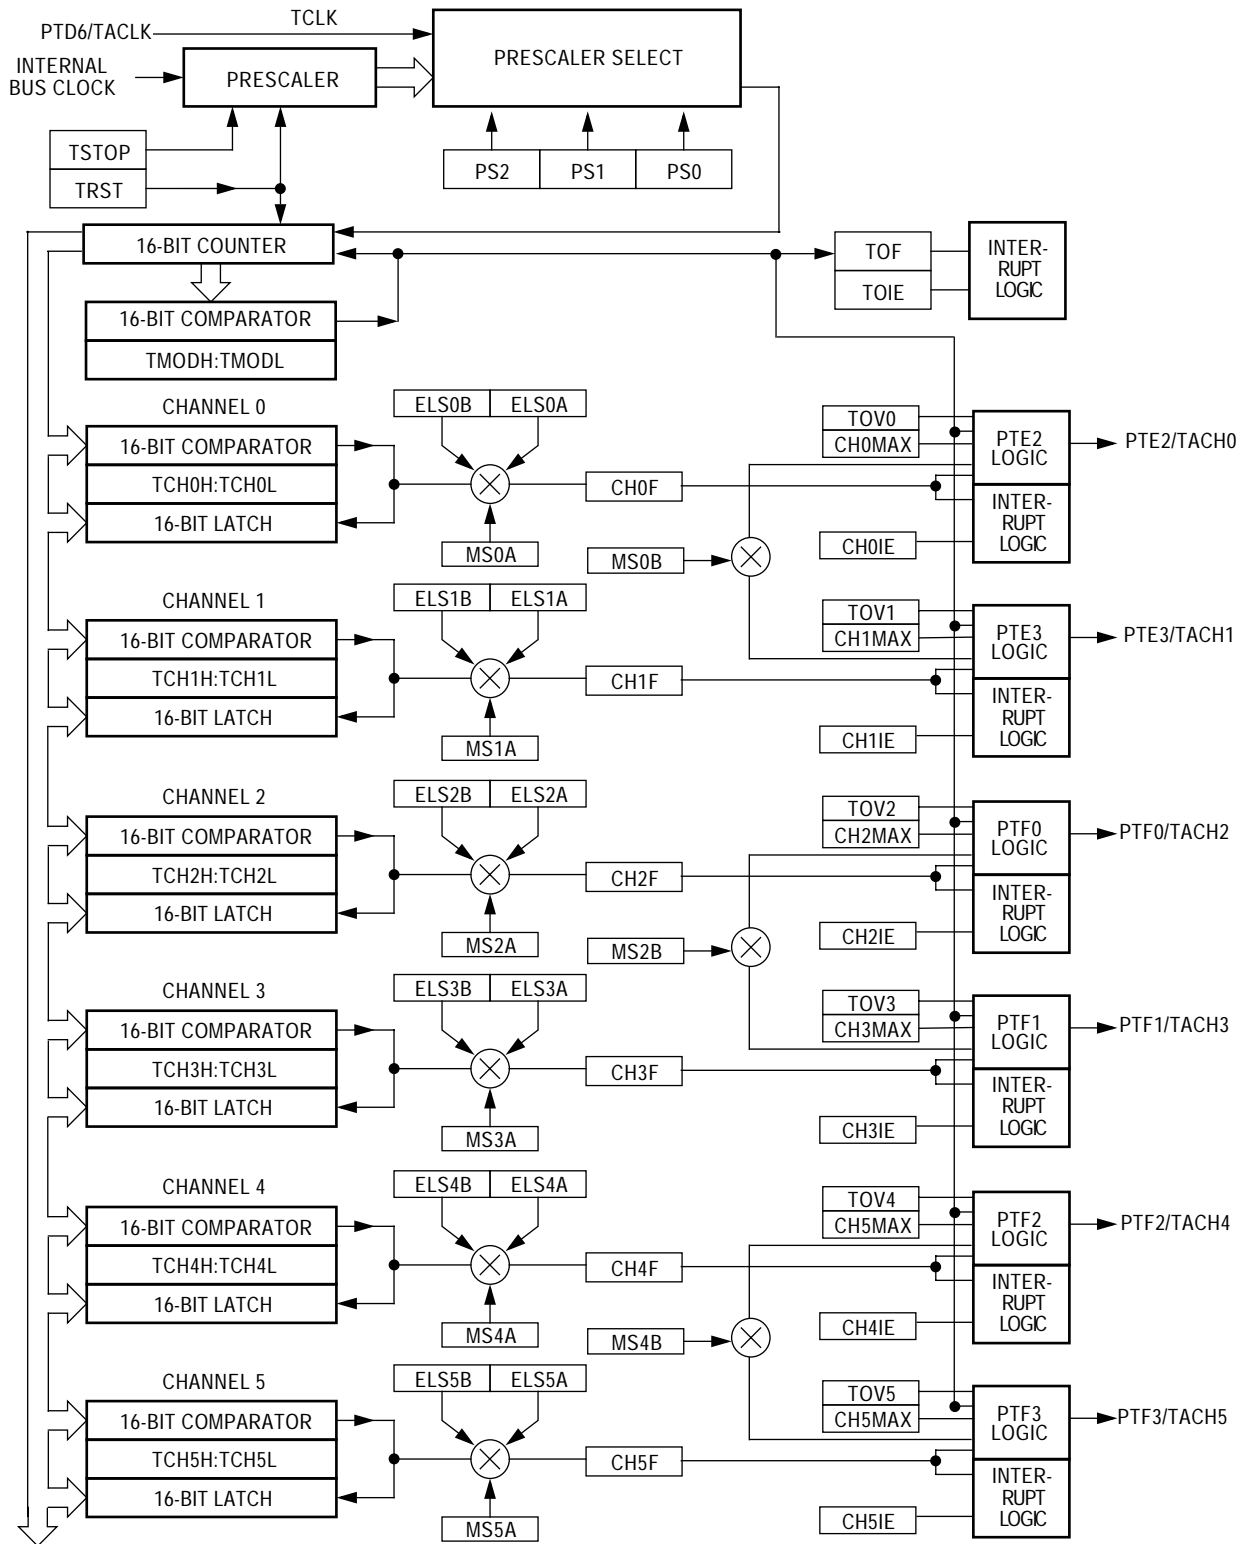 TCLK
PTD6/TACLK
PRESCALER SELECT
INTERNAL
BUS CLOCK
PRESCALER
TSTOP
TRST
PS2
PS1
PS0
16-BIT COUNTER
TOF
TOIE
INTER-
RUPT
LOGIC
16-BIT COMPARATOR
TMODH:TMODL
CHANNEL 0
ELS0B
ELS0A
TOV0
CH0MAX
PTE2
LOGIC
PTE2/TACH0
16-BIT COMPARATOR
TCH0H:TCH0L
16-BIT LATCH
CH0F
INTER-
RUPT
LOGIC
MS0A
MS0B
CH0IE
CHANNEL 1
ELS1B
ELS1A
TOV1
CH1MAX
PTE3
LOGIC
PTE3/TACH1
16-BIT COMPARATOR
TCH1H:TCH1L
16-BIT LATCH
CH1F
INTER-
RUPT
LOGIC
MS1A
CH1IE
CHANNEL 2
ELS2B
ELS2A
TOV2
CH2MAX
PTF0
LOGIC
PTF0/TACH2
16-BIT COMPARATOR
TCH2H:TCH2L
16-BIT LATCH
CH2F
INTER-
RUPT
LOGIC
MS2A
MS2B
CH2IE
CHANNEL 3
ELS3B
ELS3A
TOV3
CH3MAX
PTF1
LOGIC
PTF1/TACH3
16-BIT COMPARATOR
TCH3H:TCH3L
16-BIT LATCH
CH3F
INTER-
RUPT
LOGIC
MS3A
CH3IE
CHANNEL 4
ELS4B
ELS4A
TOV4
CH5MAX
PTF2
LOGIC
PTF2/TACH4
16-BIT COMPARATOR
TCH4H:TCH4L
16-BIT LATCH
CH4F
INTER-
RUPT
LOGIC
MS4A
MS4B
CH4IE
CHANNEL 5
ELS5B
ELS5A
TOV5
CH5MAX
PTF3
LOGIC
PTF3/TACH5
16-BIT COMPARATOR
TCH5H:TCH5L
16-BIT LATCH
CH5F
INTER-
RUPT
LOGIC
MS5A
CH5IE